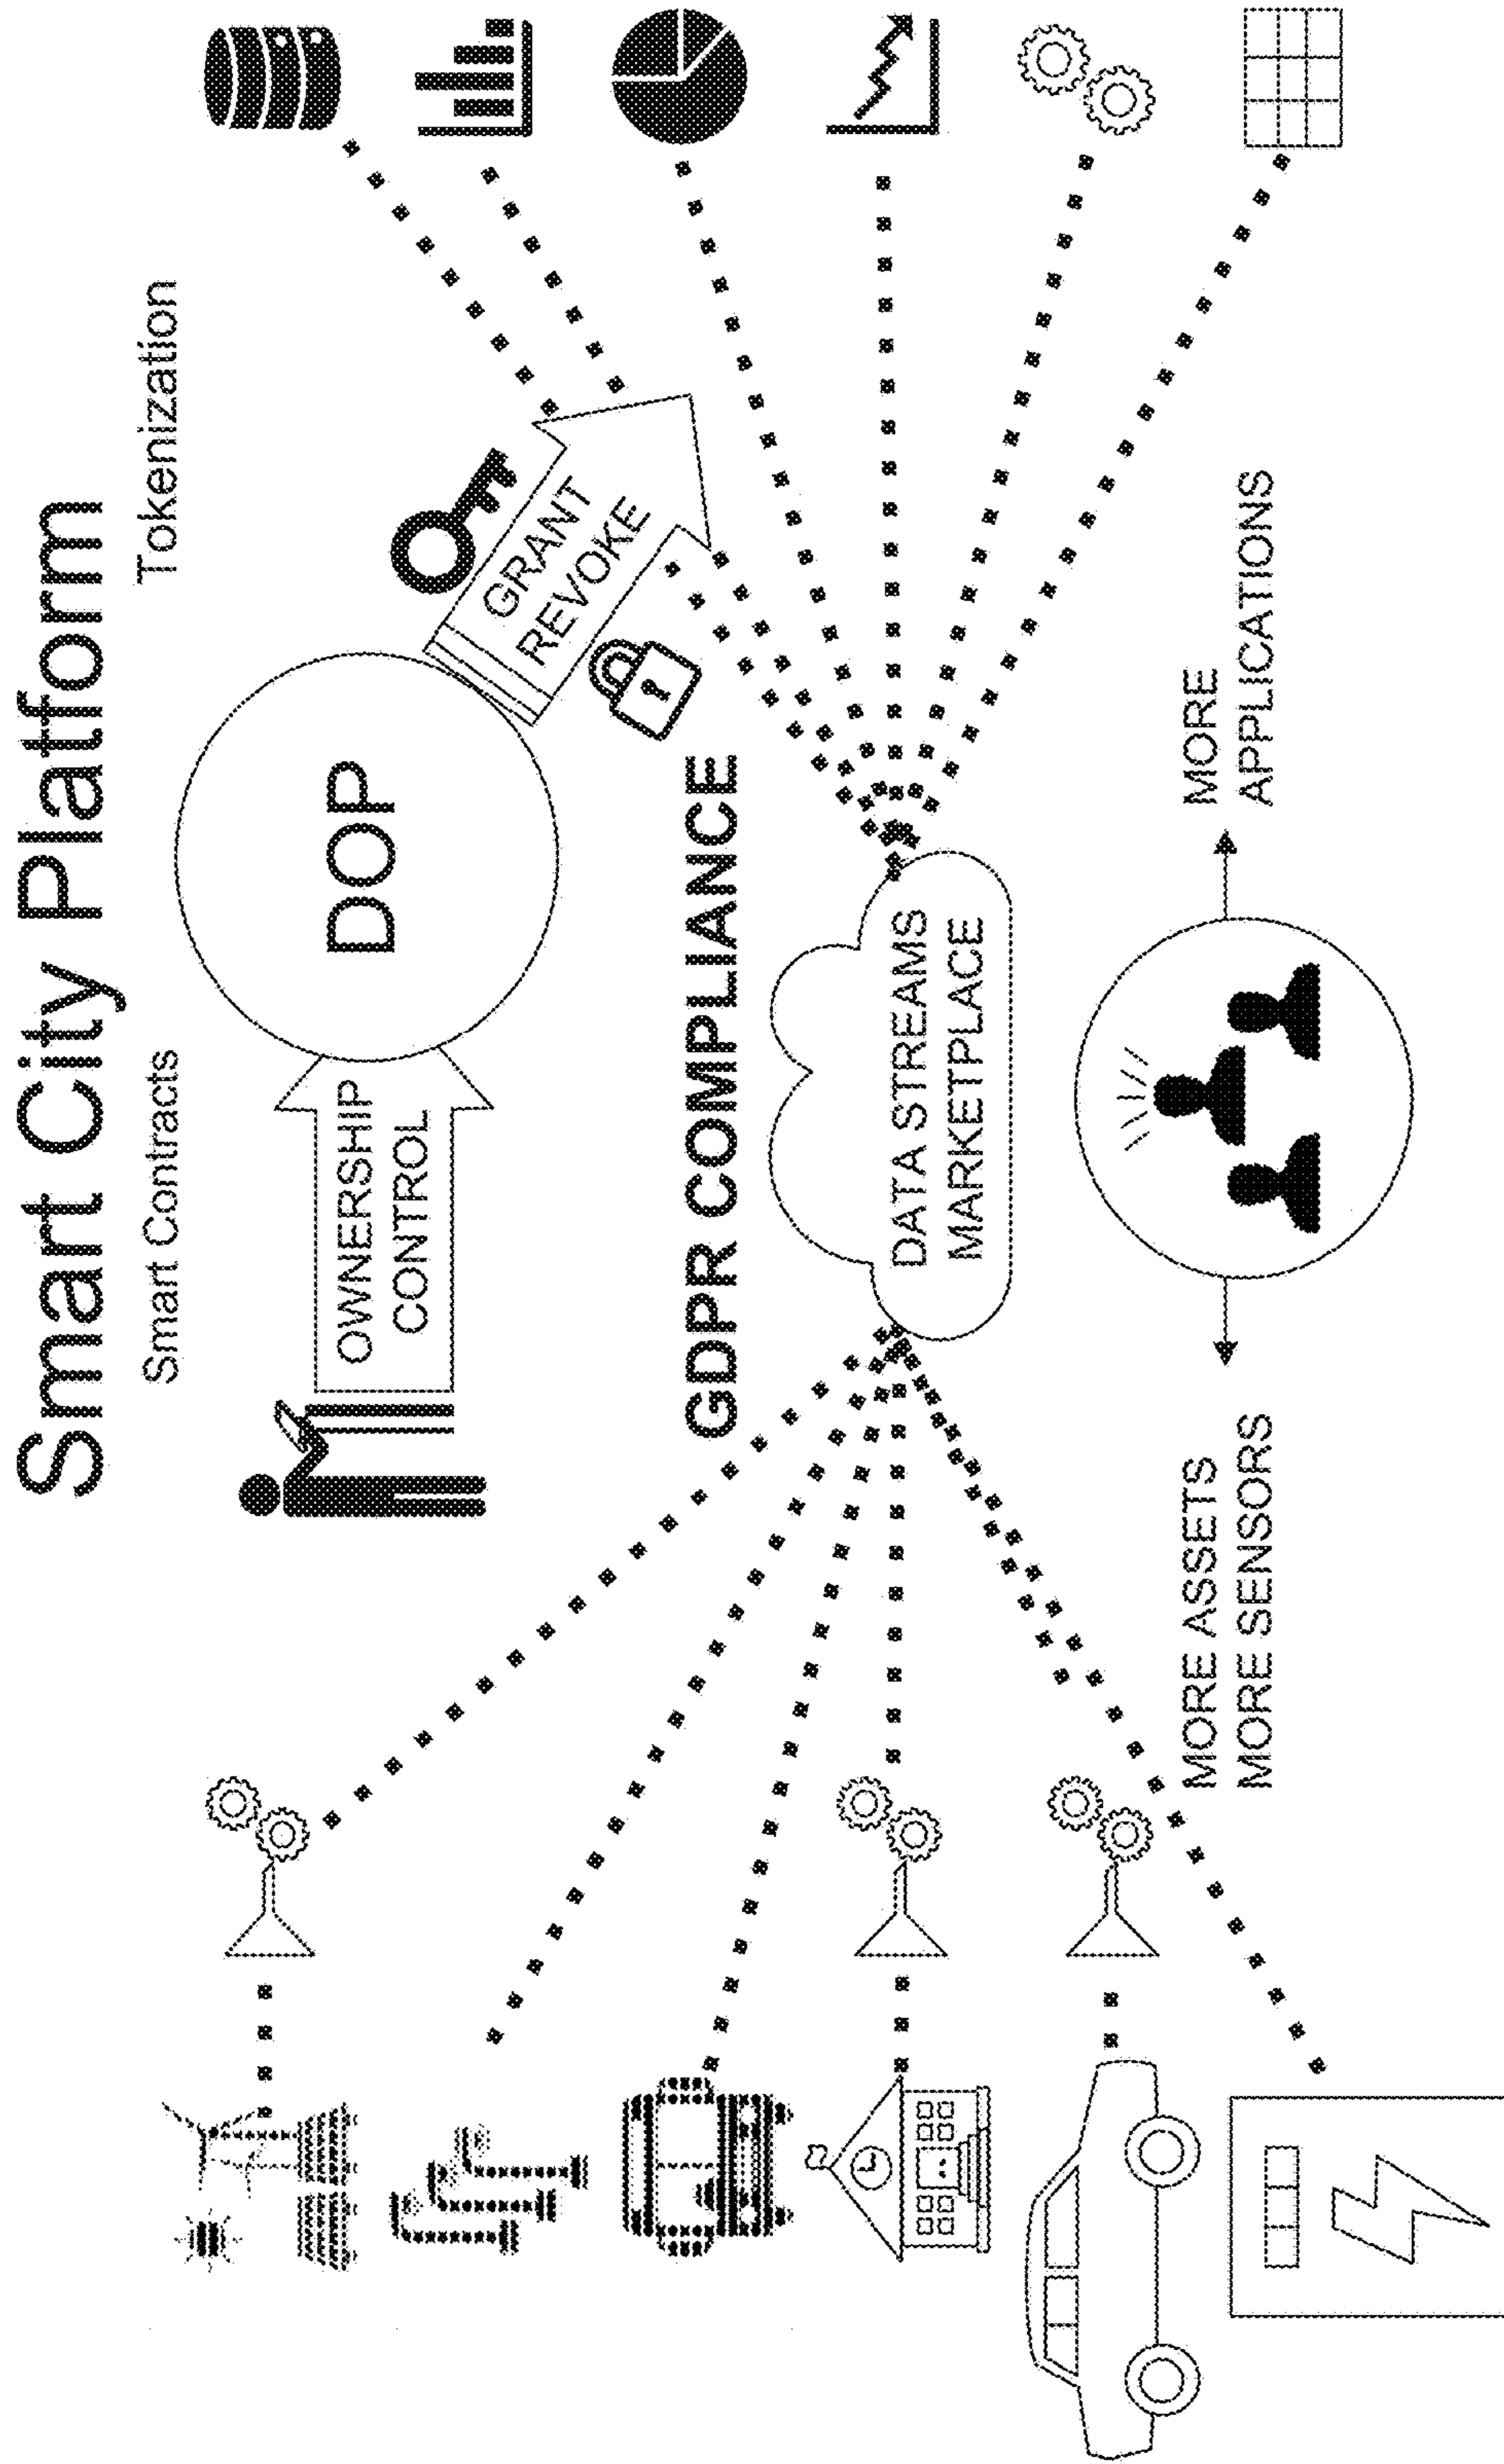 Smart City Platform
Smart Contracts
Tokenization
OWNERSHIP
CONTROL
DOP
GRANT
REVOKE
GDPR COMPLIANCE
DATA STREAMS
MARKETPLACE
MORE ASSETS
MORE SENSORS
MORE
APPLICATIONS